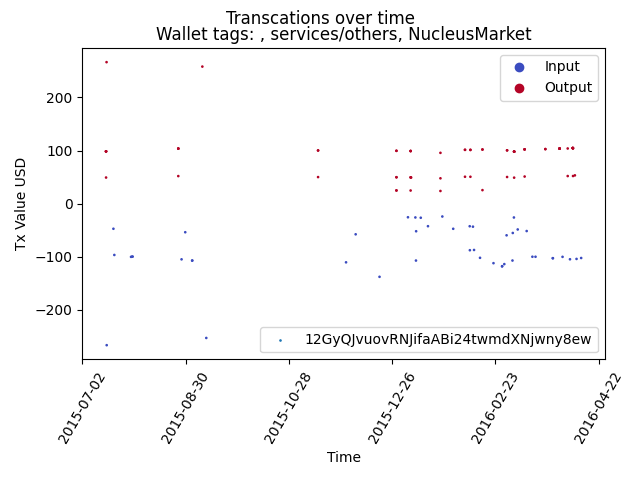 Transcations over time
Wallet tags: , services/others, NucleusMarket
Input
Output
Tx Value USD
200
100
0
−100
−200
12GyQJvuovRNJifaABi24twmdXNjwny8ew
2015-07-02
2015-08-30
2015-10-28
2015-12-26
2016-02-23
2016-04-22
Time